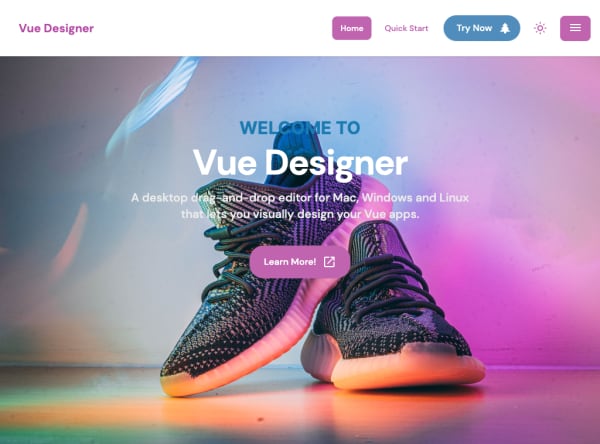 Vue Designer
Home
Quick Start
Try Now
WELCOME TO
Vue Designer
A desktop drag-and-drop editor for Mac, Windows and Linux
that lets you visually design your Vue apps.
Learn More!